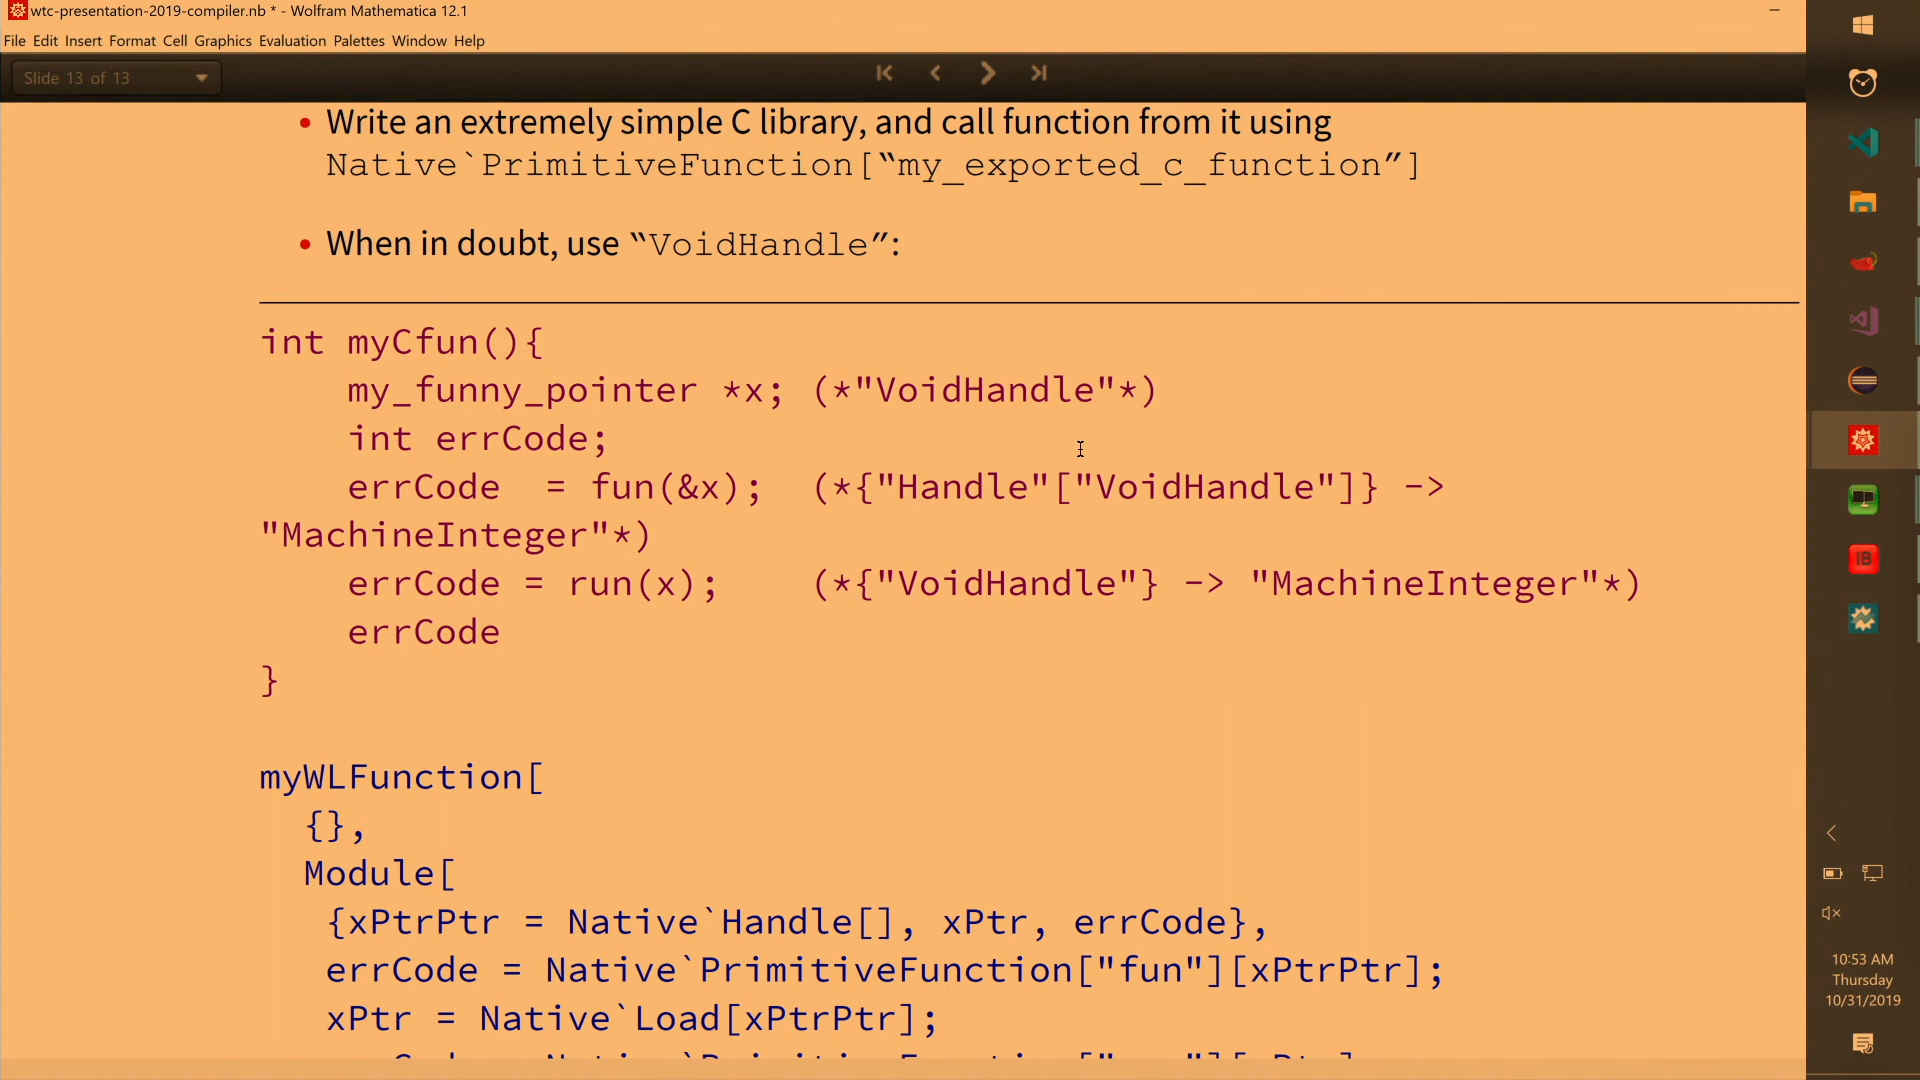 wtc-presentation-2019-compiler.nb * - Wolfram Mathematica 12.1
File Edit Insert Format Cell Graphics Evaluation Palettes Window Help
Slide 13 of 13
• Write an extremely simple C library, and call function from it using
Native`PrimitiveFunction["my_exported_c_function"]
• When in doubt, use "VoidHandle":
int myCfun(){
    my_funny_pointer *x; (*"VoidHandle"*)
    int errCode;
    errCode  = fun(&x);  (*{"Handle"["VoidHandle"]} ->
"MachineInteger"*)
    errCode = run(x);    (*{"VoidHandle"} -> "MachineInteger"*)
    errCode
}
myWLFunction[
  {},
  Module[
   {xPtrPtr = Native`Handle[], xPtr, errCode},
   errCode = Native`PrimitiveFunction["fun"][xPtrPtr];
   xPtr = Native`Load[xPtrPtr];
IB
10:53 AM
Thursday
10/31/2019